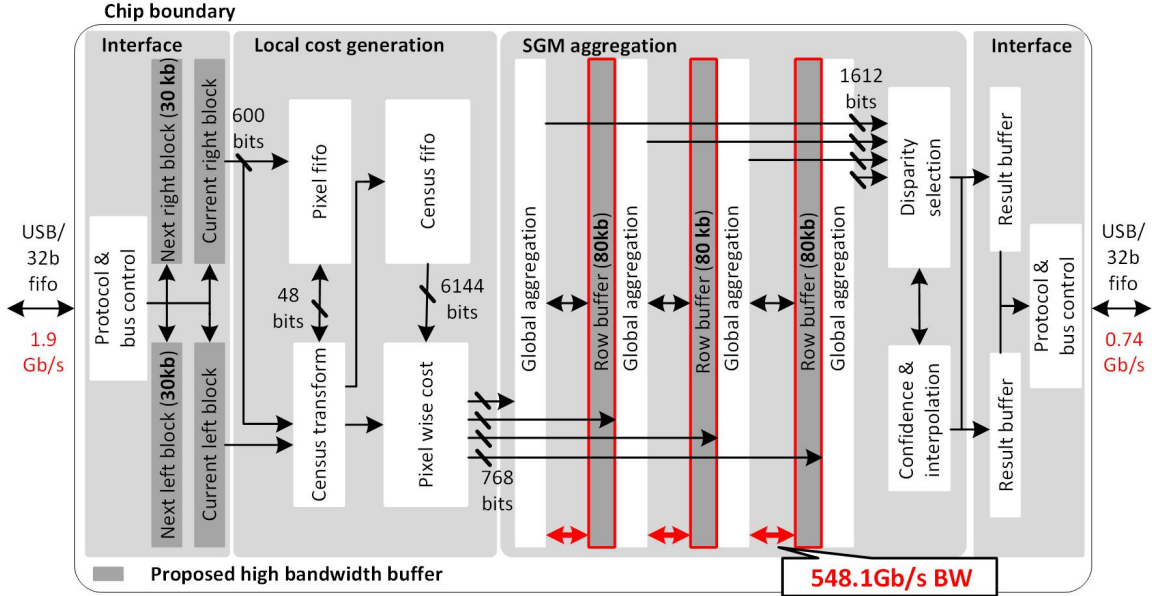 Chip boundary
Interface
Local cost generation
SGM aggregation
Interface
USB/
32b
fifo
1.9
Gb/s
Protocol &
bus control
Next right block (30 kb)
Current right block
Next left block (30kb)
Current left block
600
bits
Pixel fifo
Census fifo
48
bits
6144
bits
Census transform
Pixel wise cost
768
bits
Global aggregation
Row buffer (80kb)
Global aggregation
Row buffer (80 kb)
Global aggregation
Row buffer (80kb)
Global aggregation
1612
bits
Disparity
selection
Confidence &
interpolation
Result buffer
Result buffer
Protocol &
bus control
USB/
32b
fifo
0.74
Gb/s
Proposed high bandwidth buffer
548.1Gb/s BW